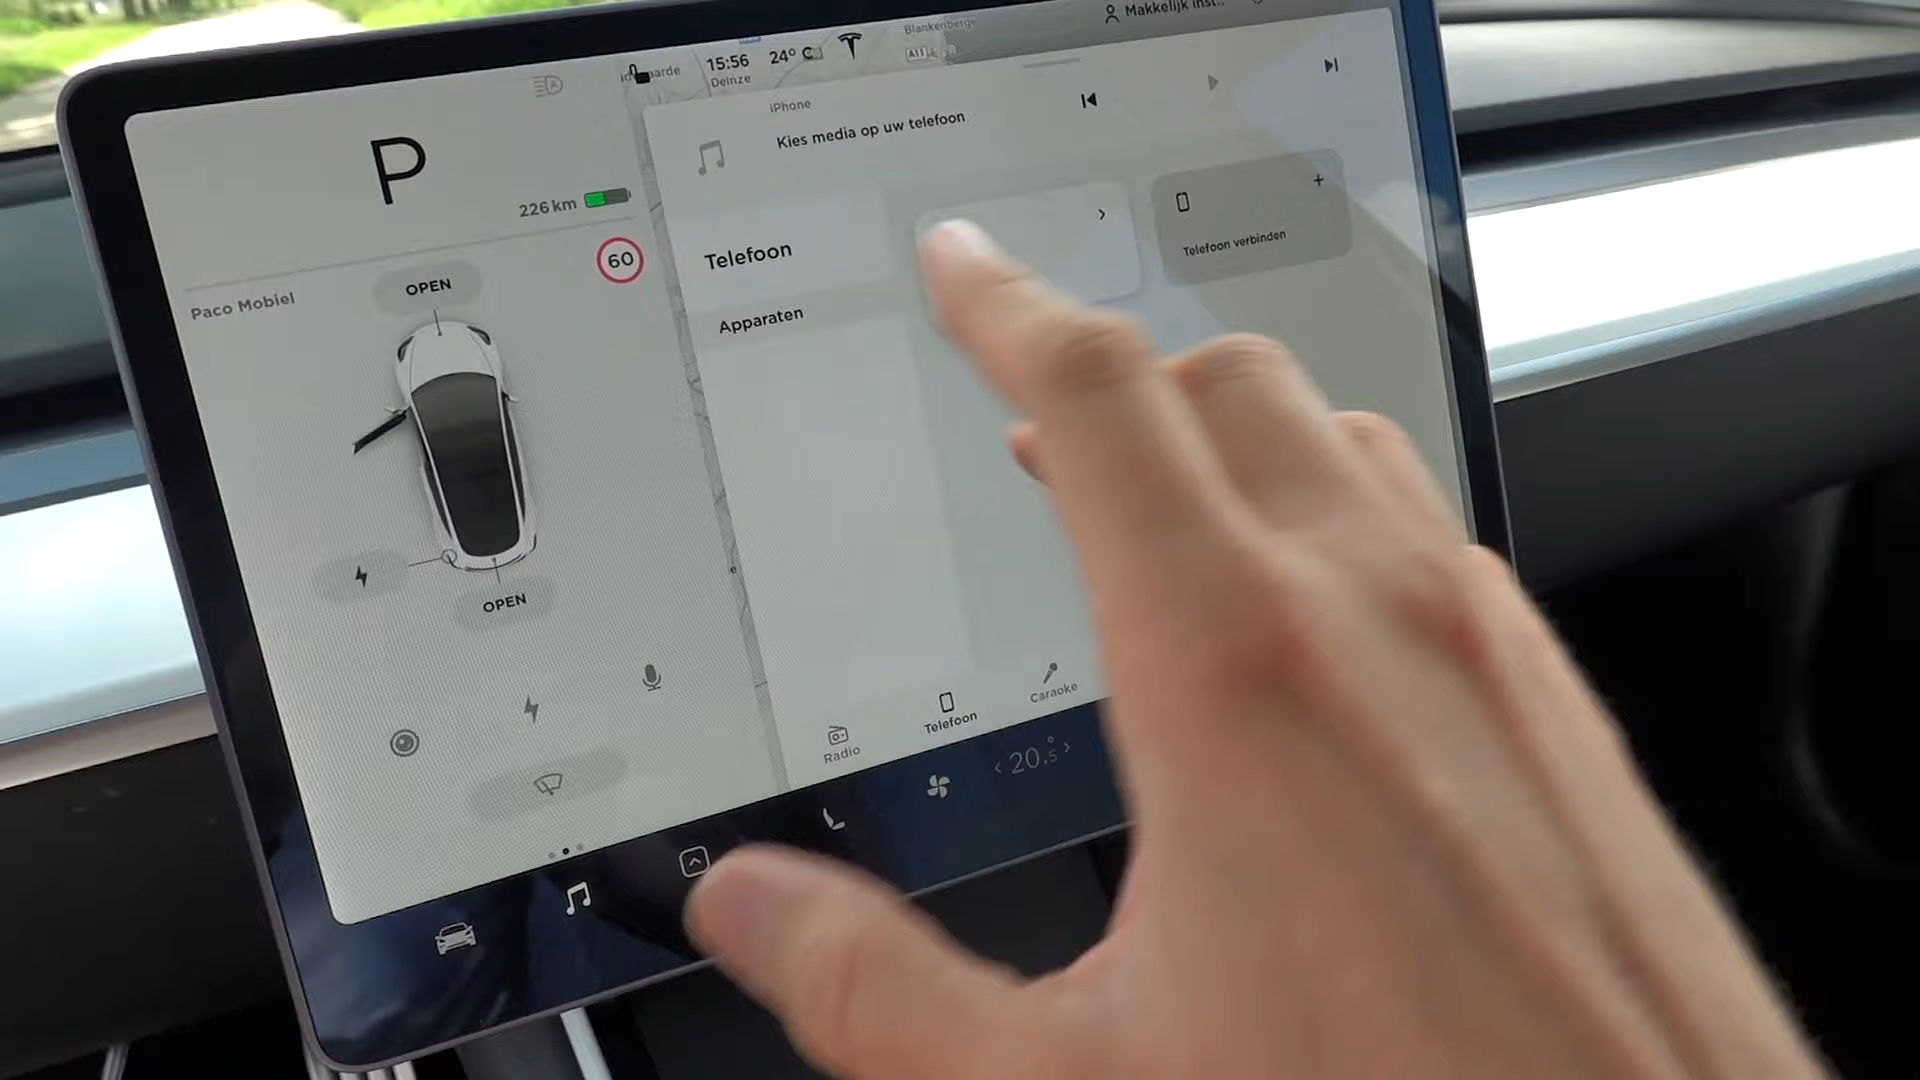 P
226 km
60
Paco Mobiel
OPEN
OPEN
15:56
24° C
Deinze
Blankenberge
A11
Makkelijk inst..
iPhone
Kies media op uw telefoon
Telefoon
Apparaten
Telefoon verbinden
Radio
Telefoon
Caraoke
20.5°